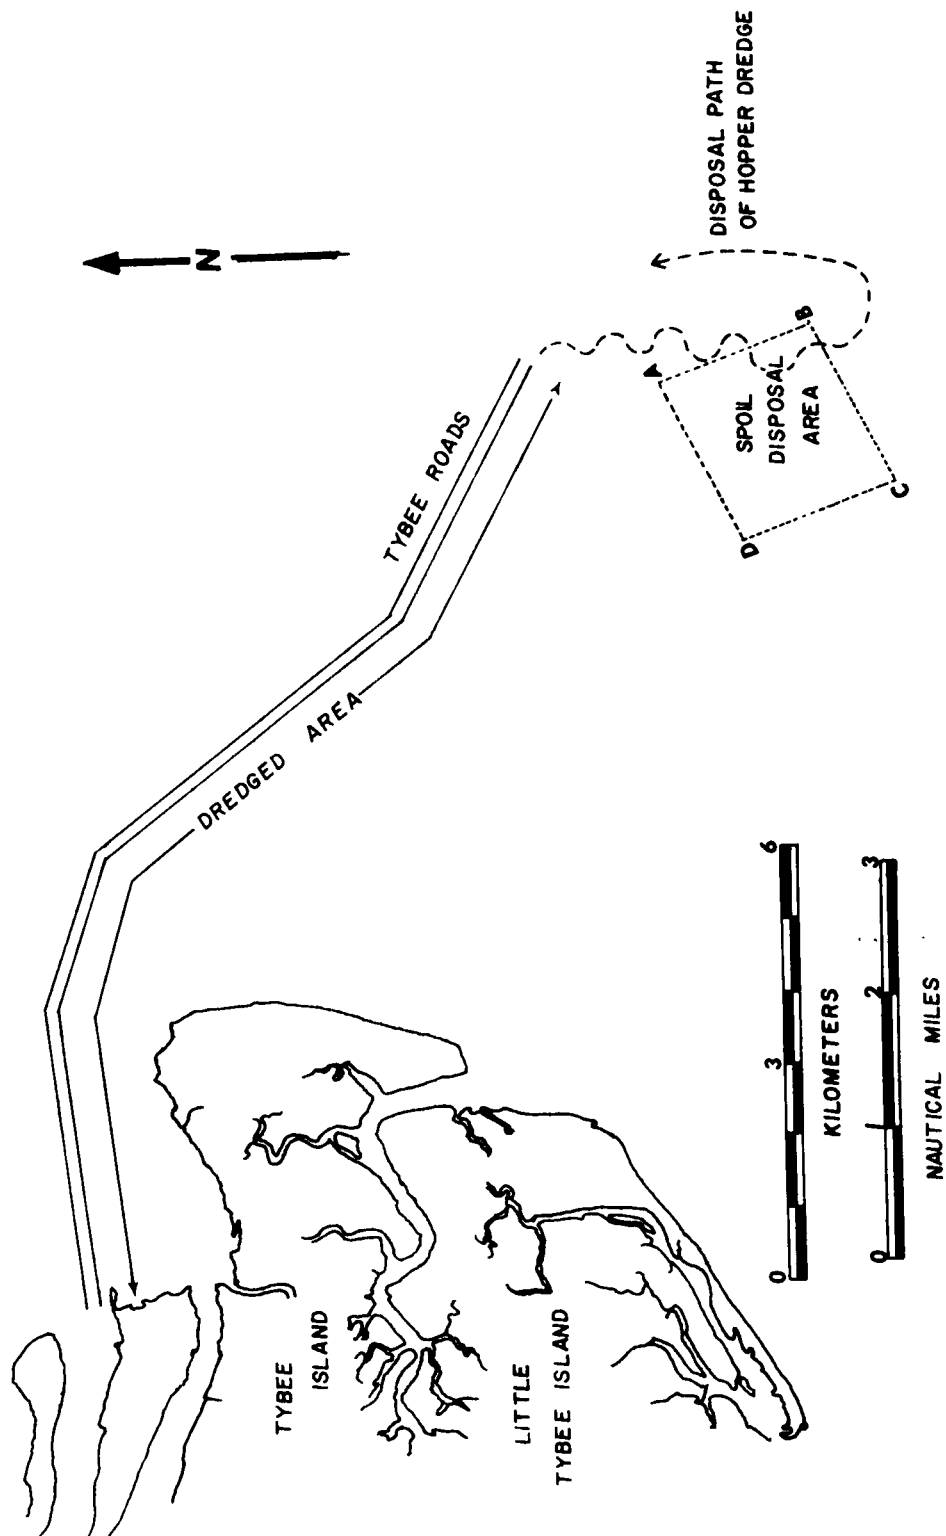 N
DISPOSAL PATH
OF HOPPER DREDGE
TYBEE ROADS
DREDGED AREA
A
B
C
D
SPOIL
DISPOSAL
AREA
TYBEE
ISLAND
LITTLE
TYBEE ISLAND
0 3 6
KILOMETERS
0 1 2 3
NAUTICAL MILES